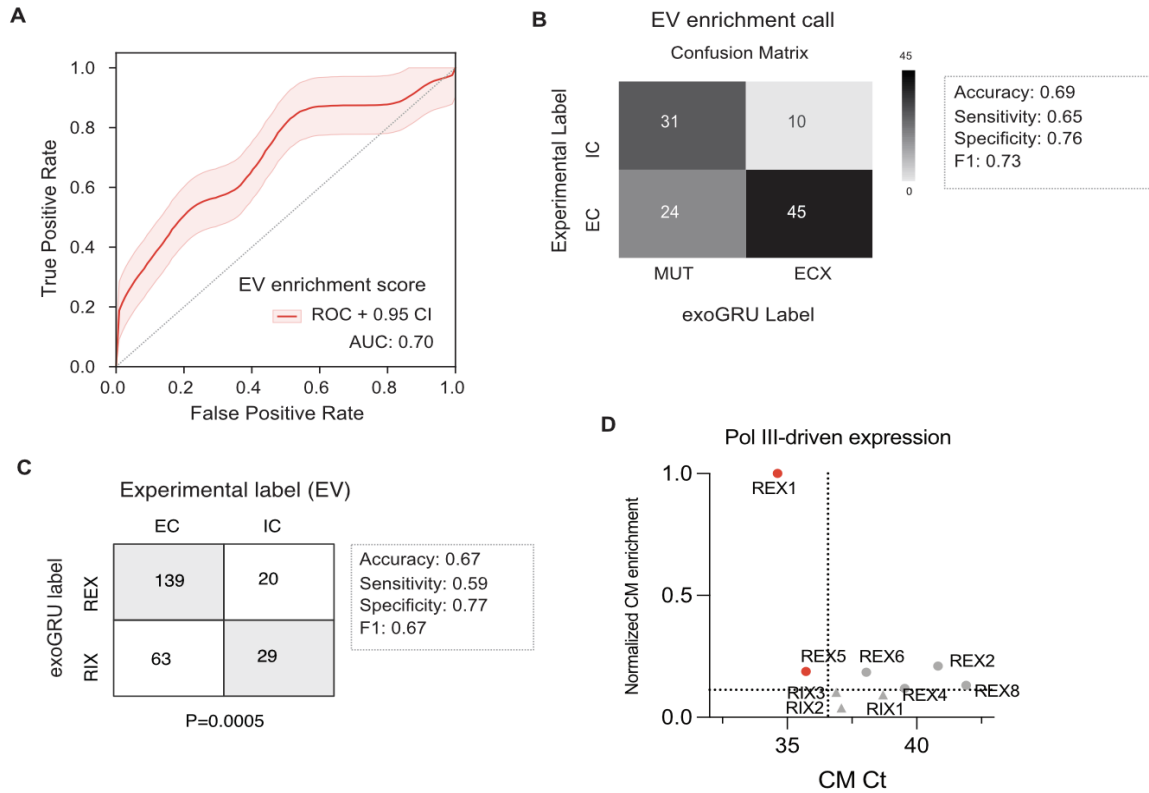 A
1.0
0.8
0.6
0.4
0.2
0.0
True Positive Rate
EV enrichment score
ROC + 0.95 CI
AUC: 0.70
0.0 0.2 0.4 0.6 0.8 1.0
False Positive Rate
B
EV enrichment call
Confusion Matrix
45
0
Experimental Label
IC
EC
31 10
24 45
MUT ECX
exoGRU Label
Accuracy: 0.69
Sensitivity: 0.65
Specificity: 0.76
F1: 0.73
C
Experimental label (EV)
EC IC
exoGRU label
REX
RIX
139 20
63 29
P=0.0005
Accuracy: 0.67
Sensitivity: 0.59
Specificity: 0.77
F1: 0.67
D
Pol III-driven expression
Normalized CM enrichment
1.0
0.5
0.0
REX1
REX5 REX6 REX2
RIX3 REX4 REX8
RIX2 RIX1
35 40
CM Ct